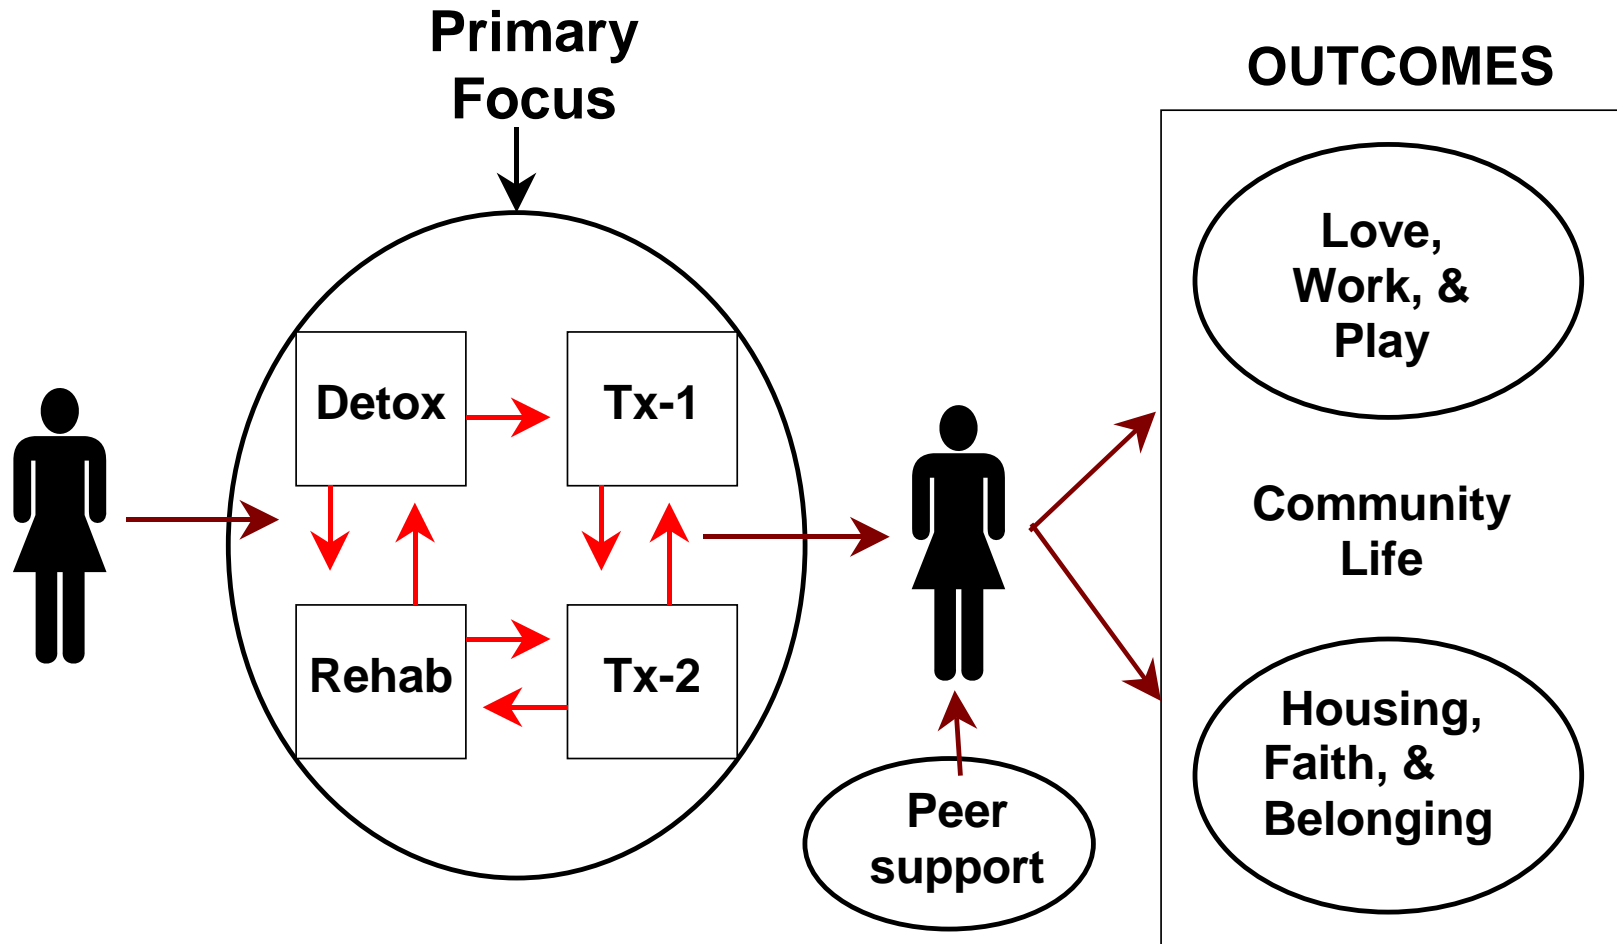 Primary
Focus
OUTCOMES
Detox
Tx-1
Rehab
Tx-2
Peer
support
Love,
Work, &
Play
Community
Life
Housing,
Faith, &
Belonging